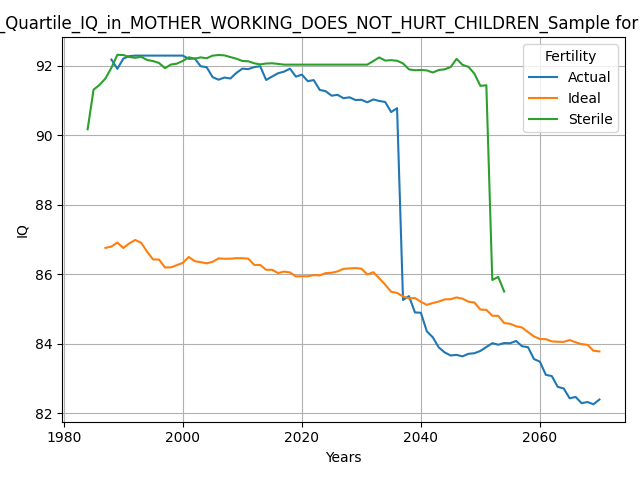 _Quartile_IQ_in_MOTHER_WORKING_DOES_NOT_HURT_CHILDREN_Sample for
Fertility
Actual
Ideal
Sterile
IQ
92
90
88
86
84
82
1980
2000
2020
2040
2060
Years